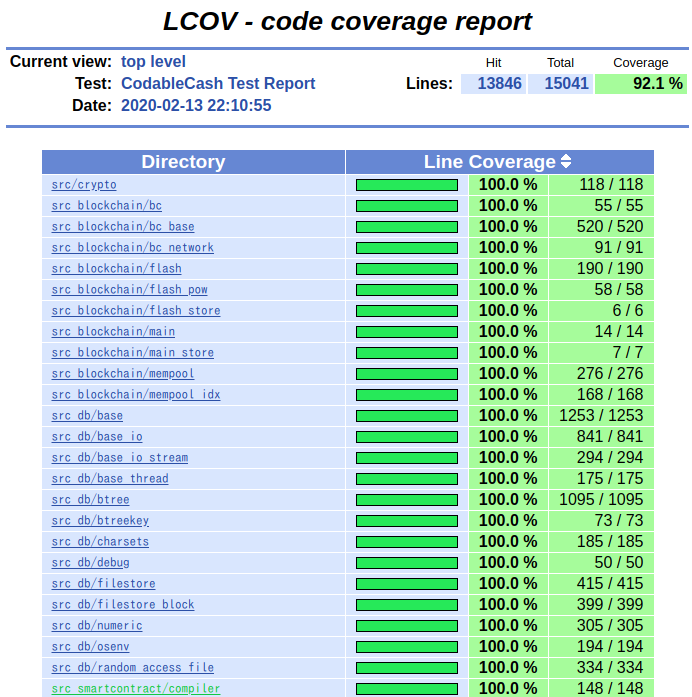 LCOV - code coverage report
Current view: top level
Hit Total Coverage
Test: CodableCash Test Report Lines: 13846 15041 92.1 %
Date: 2020-02-13 22:10:55
Directory Line Coverage
src/crypto 100.0 % 118 / 118
src_blockchain/bc 100.0 % 55 / 55
src_blockchain/bc_base 100.0 % 520 / 520
src_blockchain/bc_network 100.0 % 91 / 91
src_blockchain/flash 100.0 % 190 / 190
src_blockchain/flash_pow 100.0 % 58 / 58
src_blockchain/flash_store 100.0 % 6 / 6
src_blockchain/main 100.0 % 14 / 14
src_blockchain/main_store 100.0 % 7 / 7
src_blockchain/mempool 100.0 % 276 / 276
src_blockchain/mempool_idx 100.0 % 168 / 168
src_db/base 100.0 % 1253 / 1253
src_db/base_io 100.0 % 841 / 841
src_db/base_io_stream 100.0 % 294 / 294
src_db/base_thread 100.0 % 175 / 175
src_db/btree 100.0 % 1095 / 1095
src_db/btreekey 100.0 % 73 / 73
src_db/charsets 100.0 % 185 / 185
src_db/debug 100.0 % 50 / 50
src_db/filestore 100.0 % 415 / 415
src_db/filestore_block 100.0 % 399 / 399
src_db/numeric 100.0 % 305 / 305
src_db/osenv 100.0 % 194 / 194
src_db/random_access_file 100.0 % 334 / 334
src_smartcontract/compiler 100.0 % 148 / 148